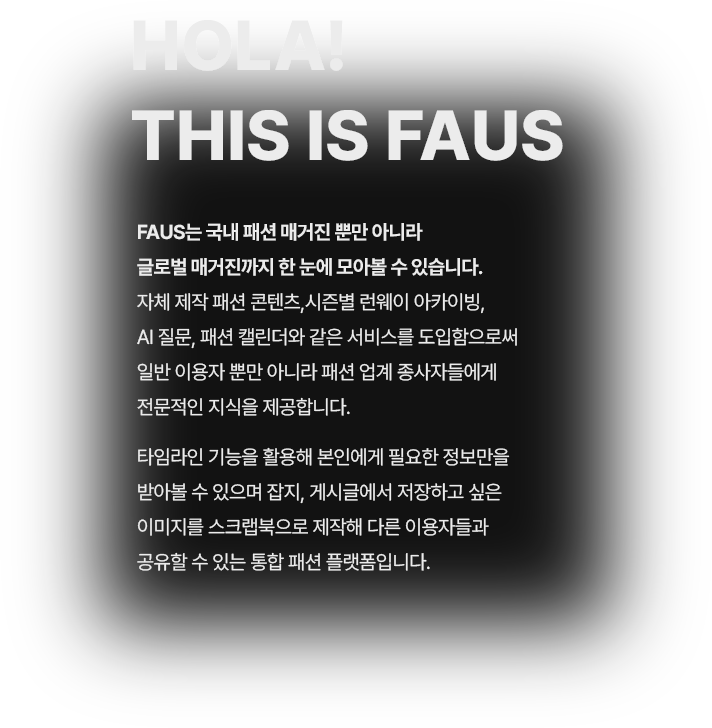 HOLA!
THIS IS FAUS
FAUS는 국내 패션 매거진 뿐만 아니라
글로벌 매거진까지 한 눈에 모아볼 수 있습니다.
자체 제작 패션 콘텐츠,시즌별 런웨이 아카이빙,
AI 질문, 패션 캘린더와 같은 서비스를 도입함으로써
일반 이용자 뿐만 아니라 패션 업계 종사자들에게
전문적인 지식을 제공합니다.
타임라인 기능을 활용해 본인에게 필요한 정보만을
받아볼 수 있으며 잡지, 게시글에서 저장하고 싶은
이미지를 스크랩북으로 제작해 다른 이용자들과
공유할 수 있는 통합 패션 플랫폼입니다.